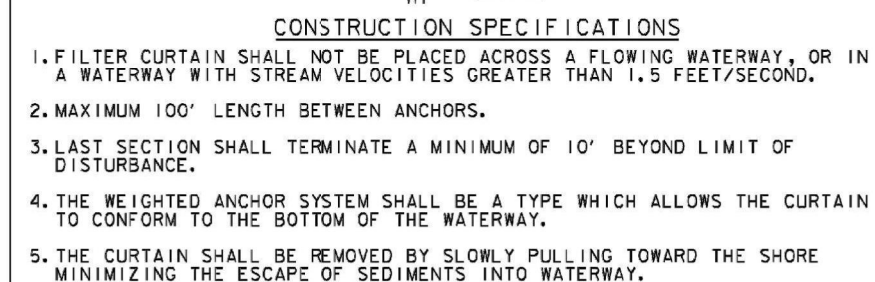 CONSTRUCTION SPECIFICATIONS
1. FILTER CURTAIN SHALL NOT BE PLACED ACROSS A FLOWING WATERWAY, OR IN
A WATERWAY WITH STREAM VELOCITIES GREATER THAN 1.5 FEET/SECOND.
2. MAXIMUM 100' LENGTH BETWEEN ANCHORS.
3. LAST SECTION SHALL TERMINATE A MINIMUM OF 10' BEYOND LIMIT OF
DISTURBANCE.
4. THE WEIGHTED ANCHOR SYSTEM SHALL BE A TYPE WHICH ALLOWS THE CURTAIN
TO CONFORM TO THE BOTTOM OF THE WATERWAY.
5. THE CURTAIN SHALL BE REMOVED BY SLOWLY PULLING TOWARD THE SHORE
MINIMIZING THE ESCAPE OF SEDIMENTS INTO WATERWAY.